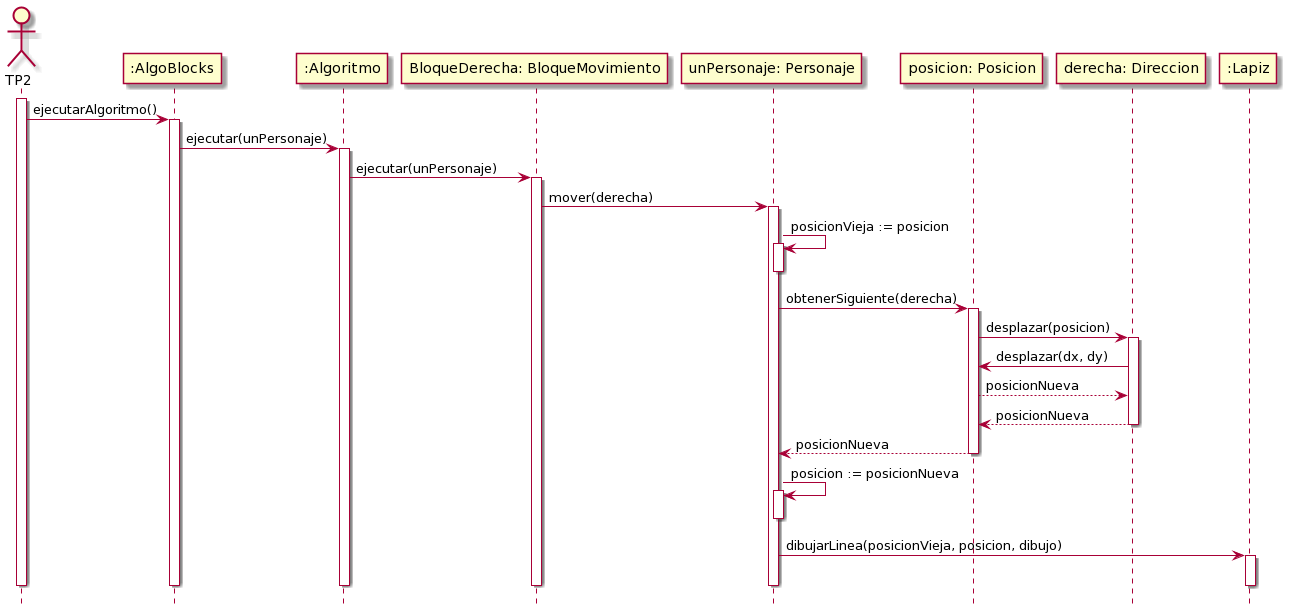 TP2
:AlgoBlocks
:Algoritmo
BloqueDerecha: BloqueMovimiento
unPersonaje: Personaje
posicion: Posicion
derecha: Direccion
:Lapiz
ejecutarAlgoritmo()
ejecutar(unPersonaje)
ejecutar(unPersonaje)
mover(derecha)
posicionVieja := posicion
obtenerSiguiente(derecha)
desplazar(posicion)
desplazar(dx, dy)
posicionNueva
posicionNueva
posicionNueva
posicion := posicionNueva
dibujarLinea(posicionVieja, posicion, dibujo)